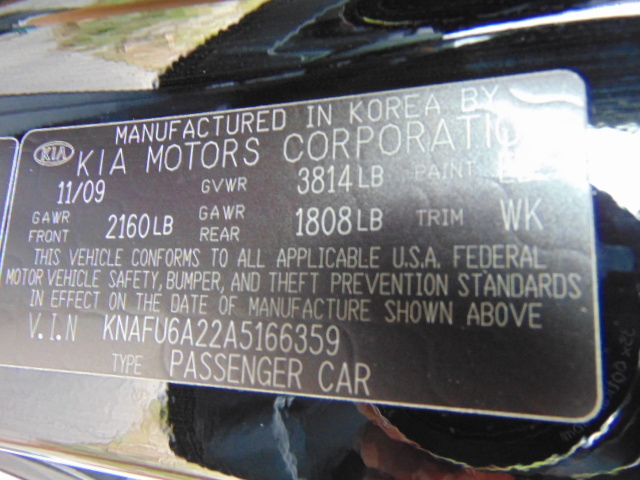 MANUFACTURED IN KOREA BY
KIA KIA MOTORS CORPORATION
11/09 GVWR 3814 LB PAINT
GAWR FRONT 2160 LB GAWR REAR 1808 LB TRIM WK
THIS VEHICLE CONFORMS TO ALL APPLICABLE U.S.A. FEDERAL
MOTOR VEHICLE SAFETY, BUMPER, AND THEFT PREVENTION STANDARDS
IN EFFECT ON THE DATE OF MANUFACTURE SHOWN ABOVE
V.I.N KNAFU6A22A5166359
TYPE PASSENGER CAR